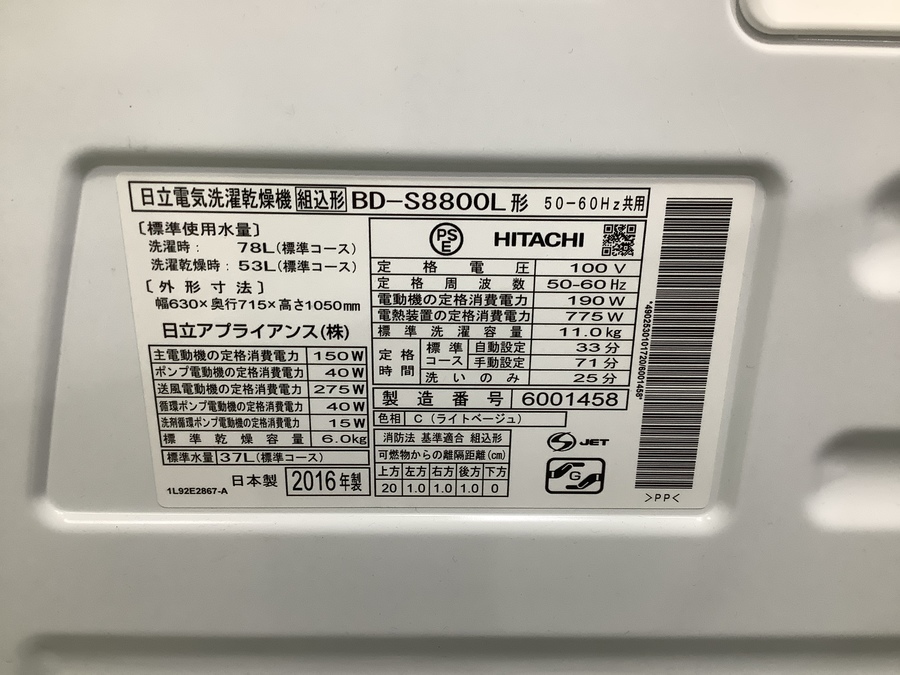 日立電気洗濯乾燥機 組込形 BD-S8800L形 50-60Hz共用
〔標準使用水量〕
洗濯時： 78L(標準コース)
洗濯乾燥時：53L(標準コース)
〔外形寸法〕
幅630×奥行715×高さ1050mm
日立アプライアンス(株)
主電動機の定格消費電力 150W
ポンプ電動機の定格消費電力 40W
送風電動機の定格消費電力 275W
循環ポンプ電動機の定格消費電力 40W
洗剤循環ポンプ電動機の定格消費電力 15W
標準乾燥容量 6.0kg
標準水量 37L(標準コース)
日本製 2016年製
1L92E2867-A
PSE HITACHI
定格電圧 100V
定格周波数 50-60Hz
電動機の定格消費電力 190W
電熱装置の定格消費電力 775W
標準洗濯容量 11.0kg
定格時間 標準コース 自動設定 33分
手動設定 71分
洗いのみ 25分
製造番号 6001458
色相 C(ライトベージュ)
消防法 基準適合 組込形
可燃物からの離隔距離(cm)
上方 左方 右方 後方 下方
20 1.0 1.0 1.0 0
S JET
G
*4902530101720/6001458*
>PP<